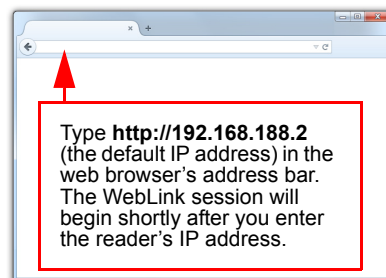 Type http://192.168.188.2
(the default IP address) in the
web browser's address bar.
The WebLink session will
begin shortly after you enter
the reader's IP address.